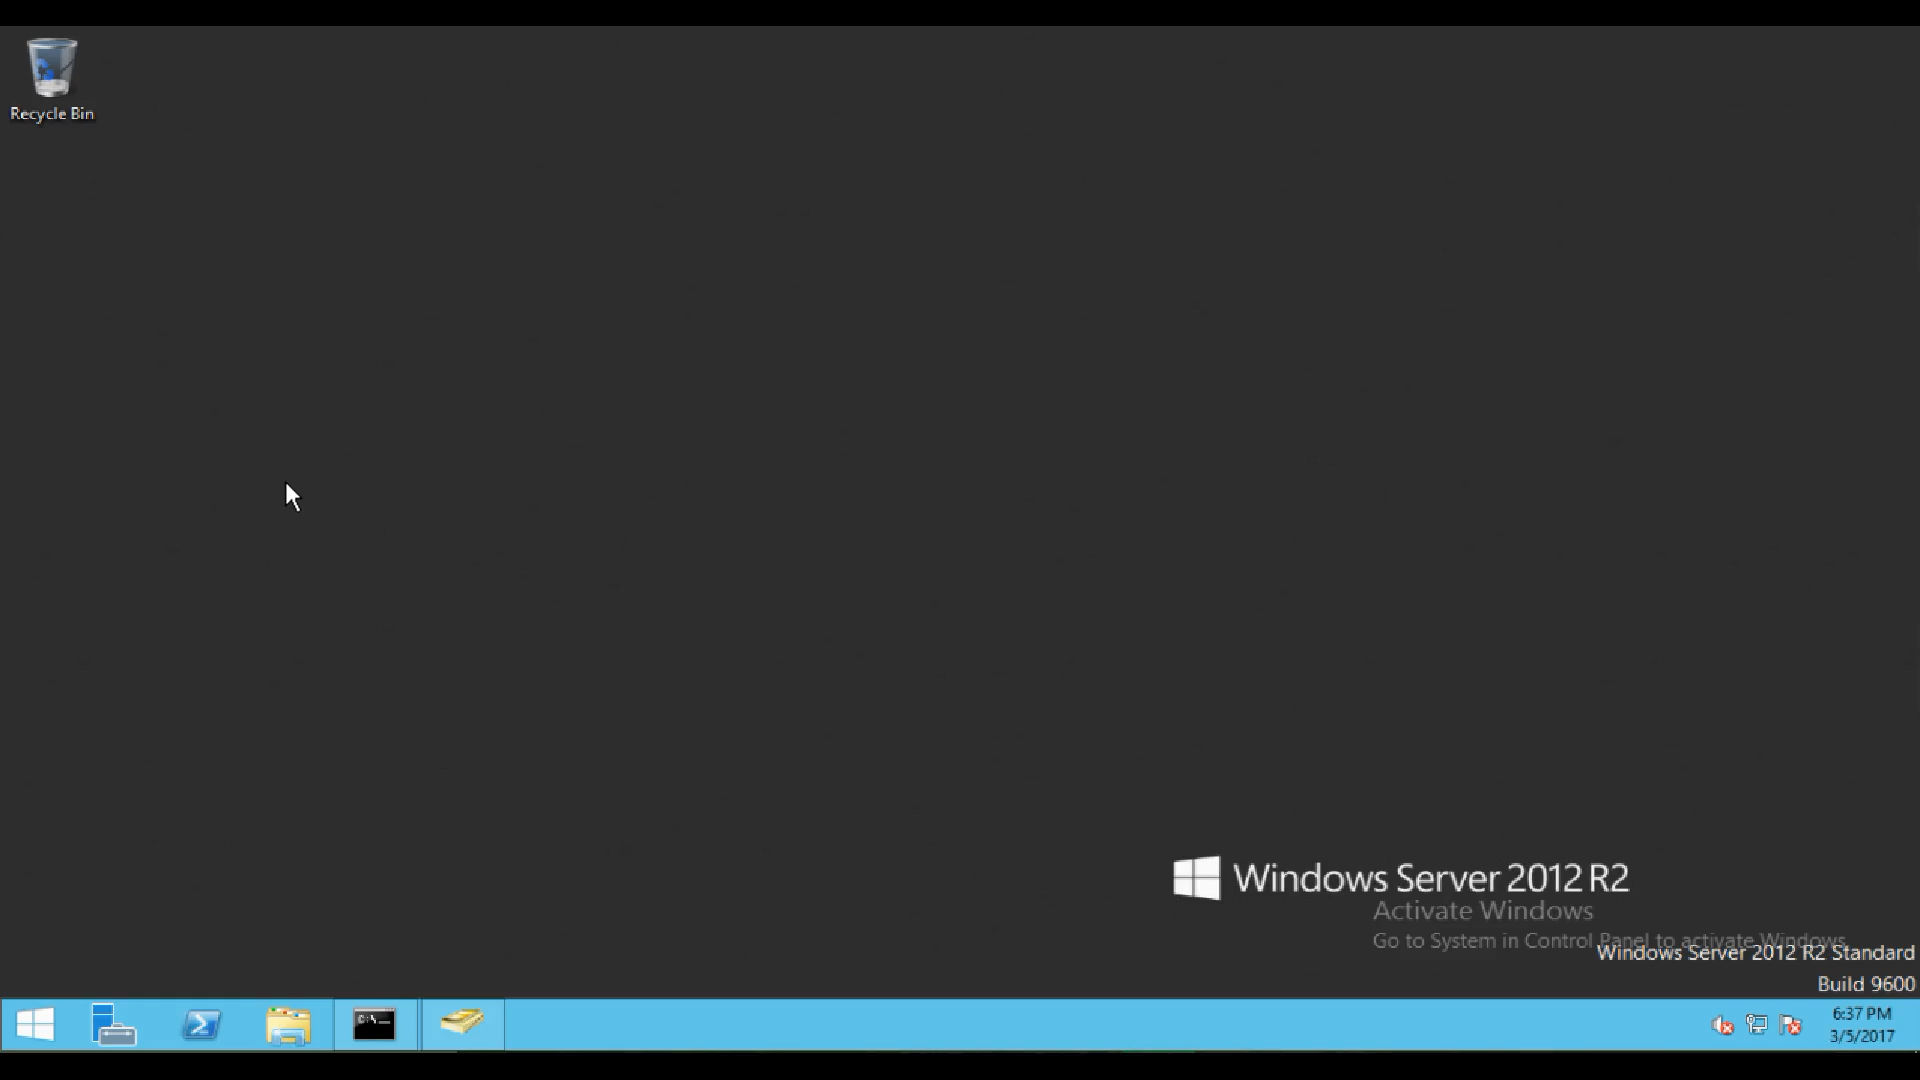 Recycle Bin
Windows Server 2012 R2
Activate Windows
Go to System in Control Panel to activate Windows.
Windows Server 2012 R2 Standard
Build 9600
C:\
6:37 PM
3/5/2017